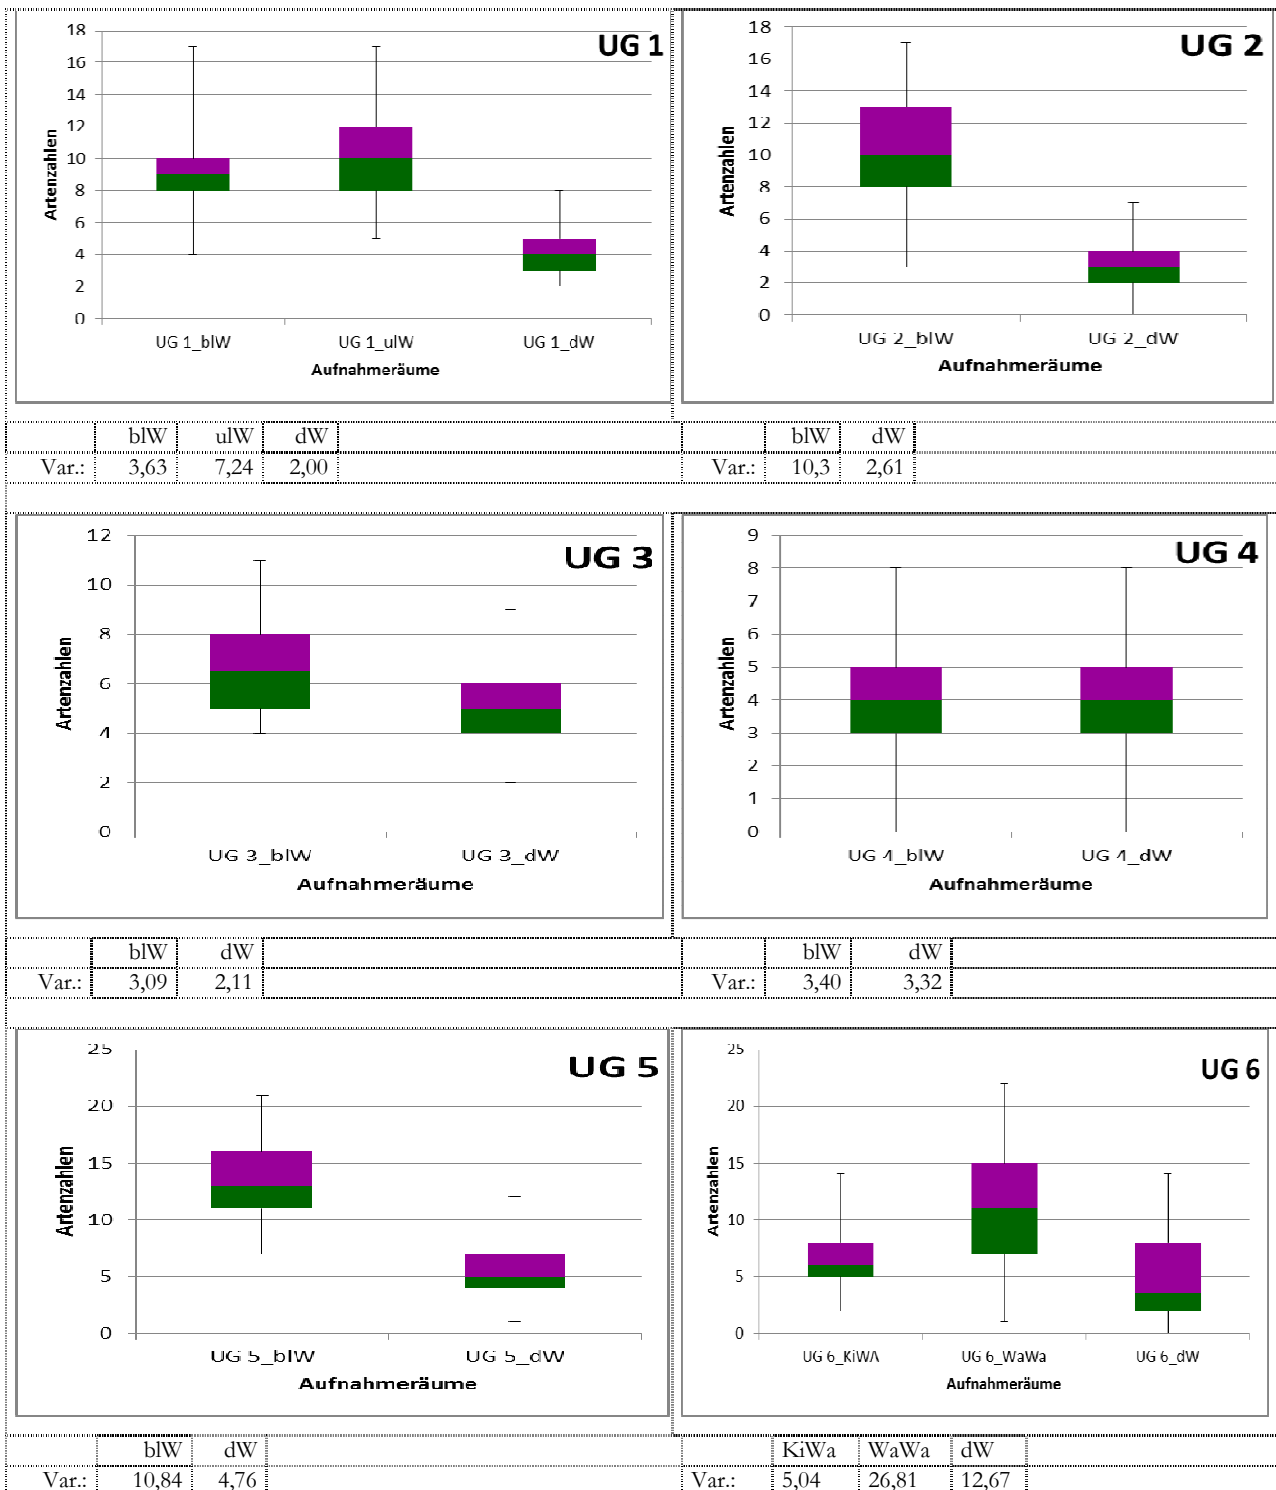 UG 1
18
16
14
12
10
8
6
4
2
0
Artenzahlen
UG 1_blW UG 1_ulW UG 1_dW
Aufnahmeräume
UG 2
18
16
14
12
10
8
6
4
2
0
Artenzahlen
UG 2_blW UG 2_dW
Aufnahmeräume
blW ulW dW
Var.: 3,63 7,24 2,00
blW dW
Var.: 10,3 2,61
UG 3
12
10
8
6
4
2
0
Artenzahlen
UG 3_blW UG 3_dW
Aufnahmeräume
UG 4
9
8
7
6
5
4
3
2
1
0
Artenzahlen
UG 4_blW UG 4_dW
Aufnahmeräume
blW dW
Var.: 3,09 2,11
blW dW
Var.: 3,40 3,32
UG 5
25
20
15
10
5
0
Artenzahlen
UG 5_blW UG 5_dW
Aufnahmeräume
UG 6
25
20
15
10
5
0
Artenzahlen
UG 6_KiWA UG 6_WaWa UG 6_dW
Aufnahmeräume
blW dW
Var.: 10,84 4,76
KiWa WaWa dW
Var.: 5,04 26,81 12,67